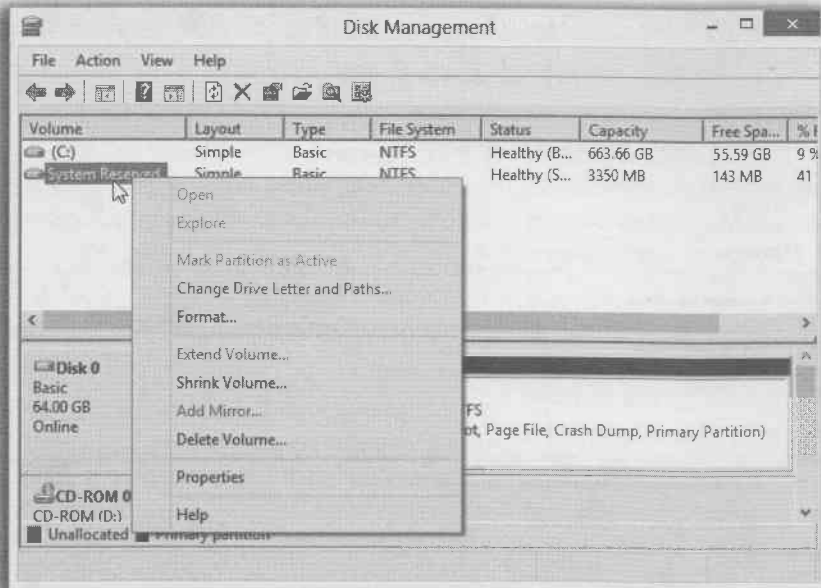 Disk Management
File Action View Help
Volume Layout Type File System Status Capacity Free Spa... %
(C:) Simple Basic NTFS Healthy (B... 663.66 GB 55.59 GB 9 %
System Reserved Simple Basic NTFS Healthy (S... 3350 MB 143 MB 41
Open
Explore
Mark Partition as Active
Change Drive Letter and Paths...
Format...
Extend Volume...
Shrink Volume...
Add Mirror...
Delete Volume...
Properties
Help
Disk 0
Basic
64.00 GB
Online
FS
ot, Page File, Crash Dump, Primary Partition)
CD-ROM 0
CD-ROM (D:)
Unallocated Primary partition